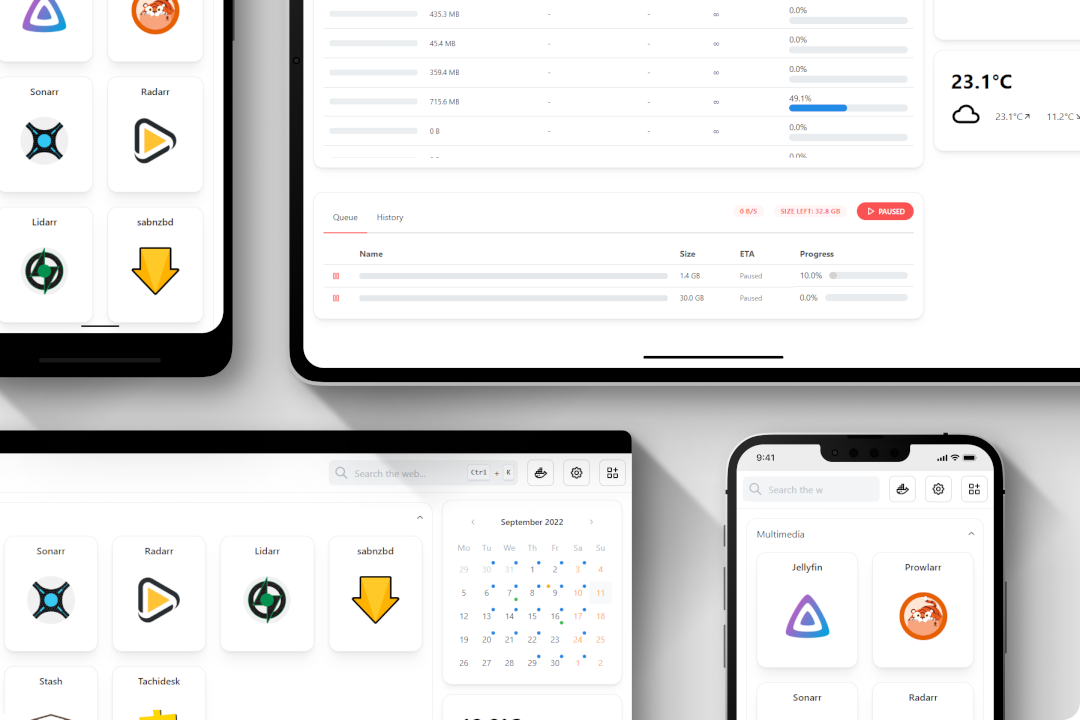 Sonarr
Radarr
Lidarr
sabnzbd
435.3 MB - - ∞ 0.0%
45.4 MB - - ∞ 0.0%
359.4 MB - - ∞ 0.0%
715.6 MB - - ∞ 49.1%
0 B - - ∞ 0.0%
23.1°C
23.1°C 11.2°C
Queue History 0 B/S SIZE LEFT: 32.8 GB PAUSED
Name Size ETA Progress
1.4 GB Paused 10.0%
30.0 GB Paused 0.0%
Search the web... Ctrl + K
Sonarr Radarr Lidarr sabnzbd
Stash Tachidesk
September 2022
Mo Tu We Th Fr Sa Su
29 30 31 1 2 3 4
5 6 7 8 9 10 11
12 13 14 15 16 17 18
19 20 21 22 23 24 25
26 27 28 29 30 1 2
9:41
Search the w
Multimedia
Jellyfin Prowlarr
Sonarr Radarr